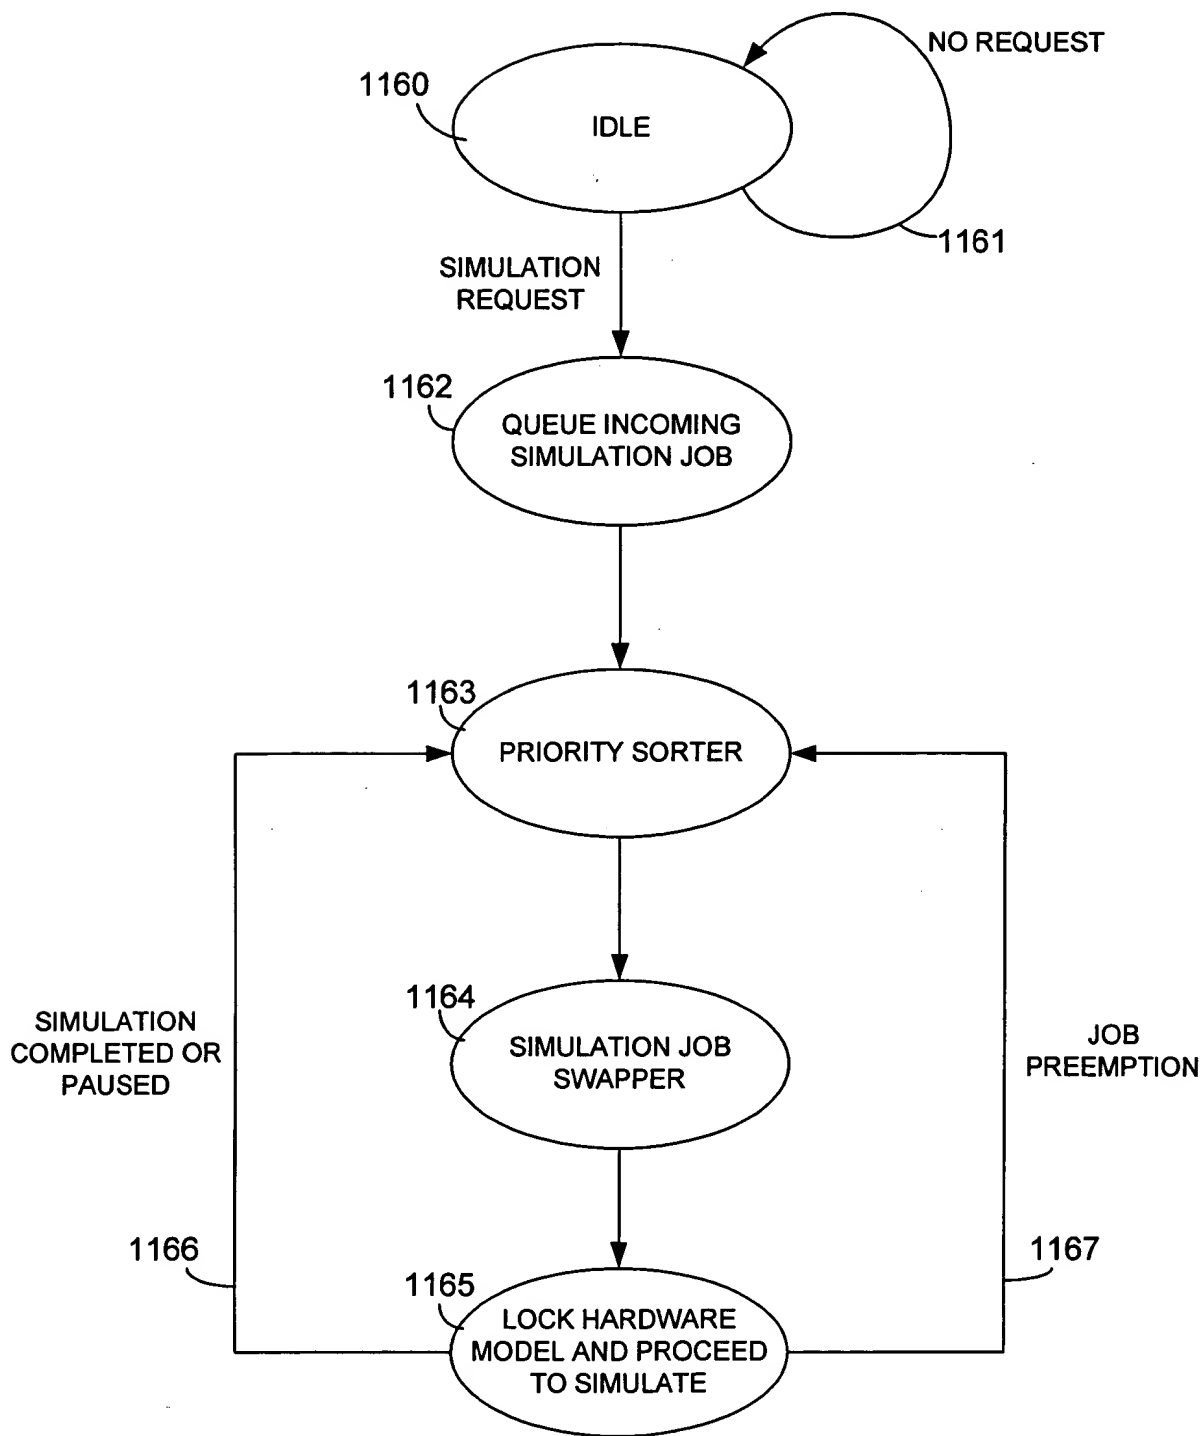 NO REQUEST
1160
IDLE
1161
SIMULATION
REQUEST
1162
QUEUE INCOMING
SIMULATION JOB
1163
PRIORITY SORTER
1164
SIMULATION JOB
SWAPPER
SIMULATION
COMPLETED OR
PAUSED
JOB
PREEMPTION
1166
1167
1165
LOCK HARDWARE
MODEL AND PROCEED
TO SIMULATE